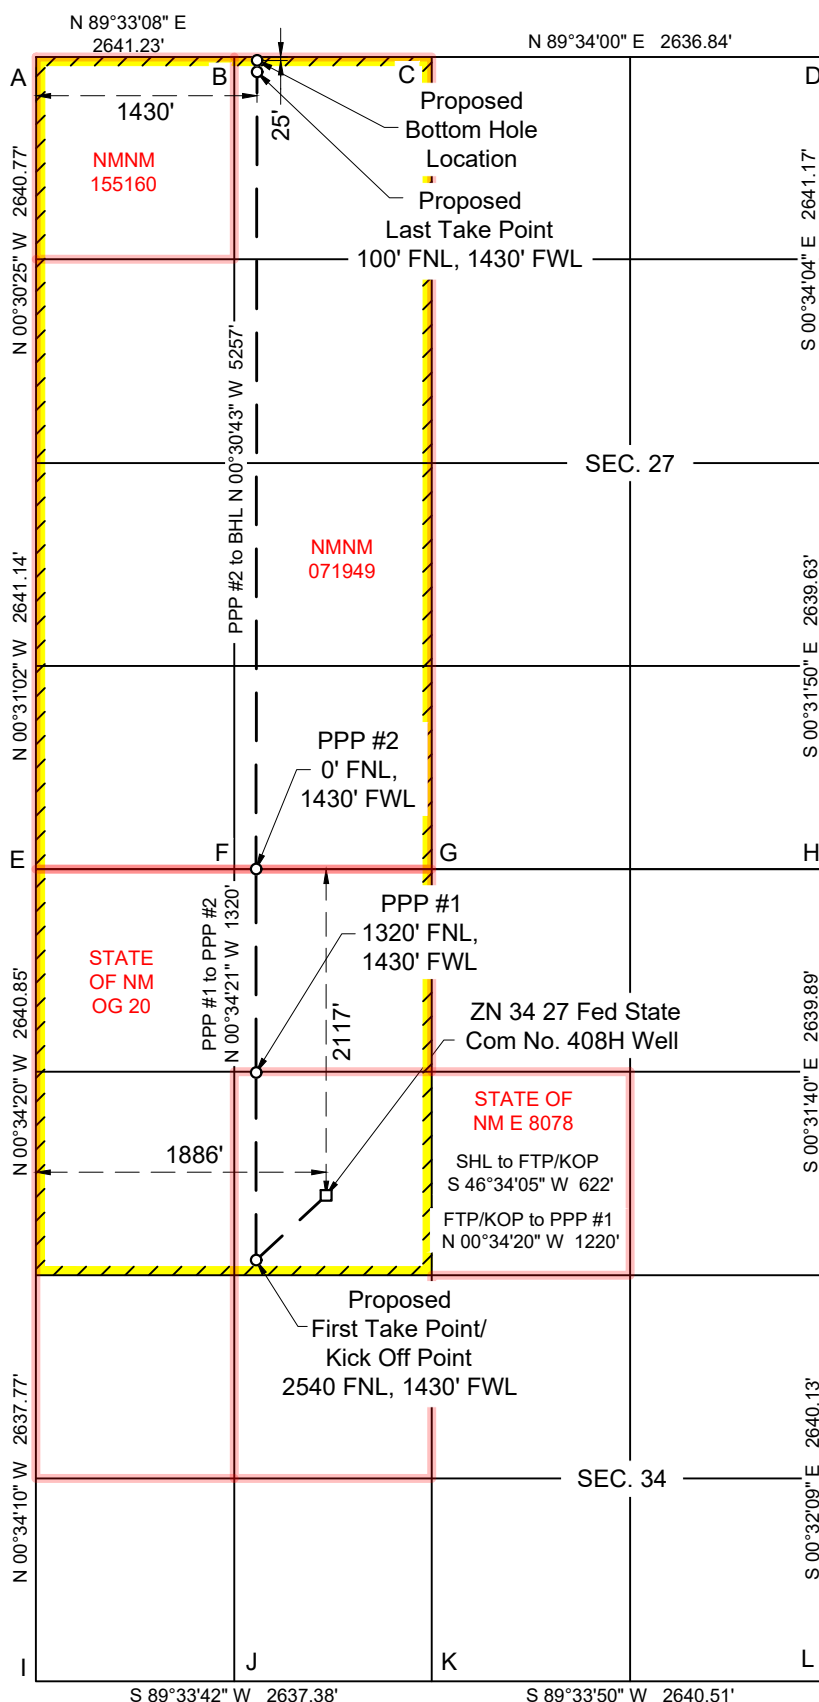 N 89°33'08" E
2641.23'
N 89°34'00" E 2636.84'
A
B
C
D
1430'
25'
Proposed
Bottom Hole
Location
NMNM
155160
Proposed
Last Take Point
100' FNL, 1430' FWL
N 00°30'25" W 2640.77'
S 00°34'04" E 2641.17'
PPP #2 to BHL N 00°30'43" W 5257'
SEC. 27
NMNM
071949
N 00°31'02" W 2641.14'
S 00°31'50" E 2639.63'
PPP #2
0' FNL,
1430' FWL
E
F
G
H
PPP #1 to PPP #2
N 00°34'21" W 1320'
PPP #1
1320' FNL,
1430' FWL
STATE
OF NM
OG 20
2117'
ZN 34 27 Fed State
Com No. 408H Well
N 00°34'20" W 2640.85'
S 00°31'40" E 2639.89'
STATE OF
NM E 8078
1886'
SHL to FTP/KOP
S 46°34'05" W 622'
FTP/KOP to PPP #1
N 00°34'20" W 1220'
Proposed
First Take Point/
Kick Off Point
2540 FNL, 1430' FWL
N 00°34'10" W 2637.77'
S 00°32'09" E 2640.13'
SEC. 34
I
J
K
L
S 89°33'42" W 2637.38'
S 89°33'50" W 2640.51'